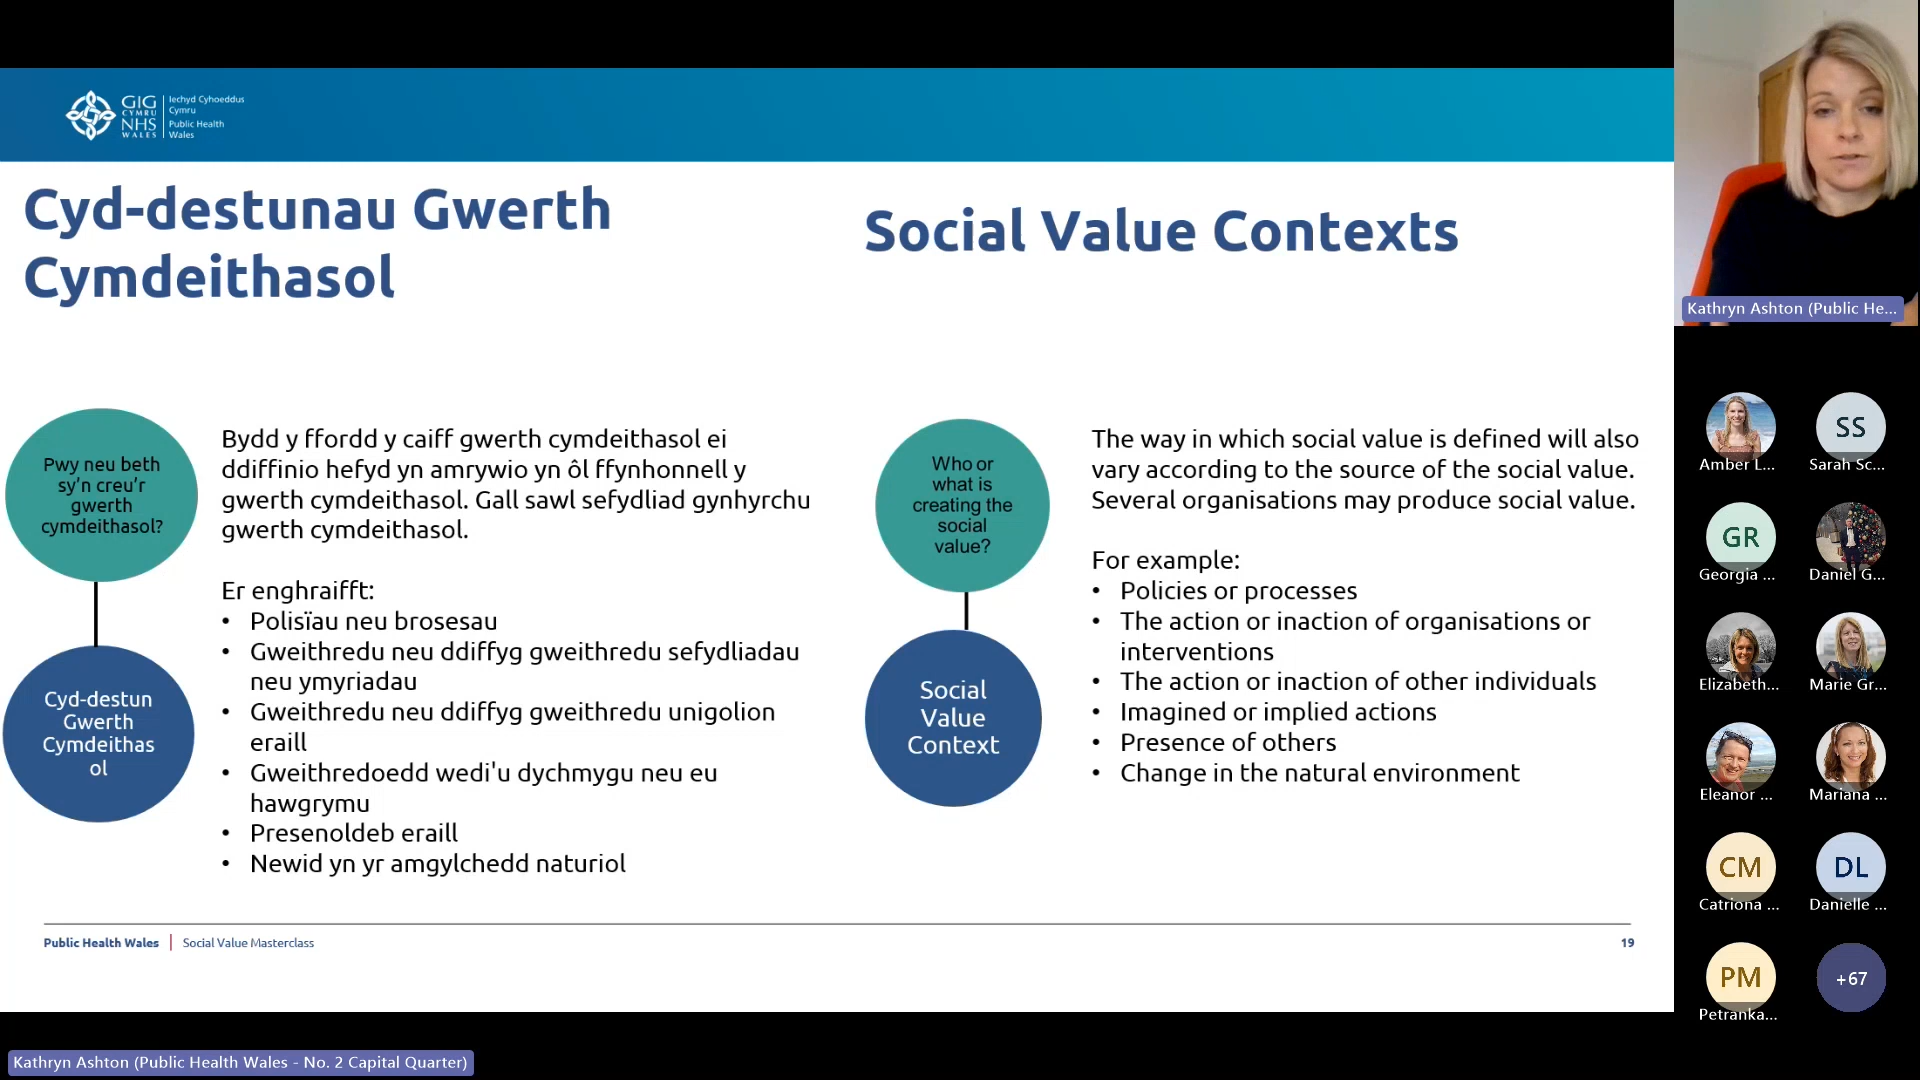 GIG
CYMRU
NHS
WALES
Iechyd Cyhoeddus
Cymru
Public Health
Wales
Cyd-destunau Gwerth
Cymdeithasol
Pwy neu beth
sy'n creu'r
gwerth
cymdeithasol?
Cyd-destun
Gwerth
Cymdeithas
ol
Bydd y ffordd y caiff gwerth cymdeithasol ei
ddiffinio hefyd yn amrywio yn ôl ffynhonnell y
gwerth cymdeithasol. Gall sawl sefydliad gynhyrchu
gwerth cymdeithasol.
Er enghraifft:
• Polisïau neu brosesau
• Gweithredu neu ddiffyg gweithredu sefydliadau
neu ymyriadau
• Gweithredu neu ddiffyg gweithredu unigolion
eraill
• Gweithredoedd wedi'u dychmygu neu eu
hawgrymu
• Presenoldeb eraill
• Newid yn yr amgylchedd naturiol
Social Value Contexts
Who or
what is
creating the
social
value?
Social
Value
Context
The way in which social value is defined will also
vary according to the source of the social value.
Several organisations may produce social value.
For example:
• Policies or processes
• The action or inaction of organisations or
interventions
• The action or inaction of other individuals
• Imagined or implied actions
• Presence of others
• Change in the natural environment
Public Health Wales | Social Value Masterclass
19
Kathryn Ashton (Public He...
Amber L...
SS
Sarah Sc...
GR
Georgia ...
Daniel G...
Elizabeth...
Marie Gr...
Eleanor ...
Mariana ...
CM
Catriona ...
DL
Danielle ...
PM
Petranka...
+67
Kathryn Ashton (Public Health Wales - No. 2 Capital Quarter)